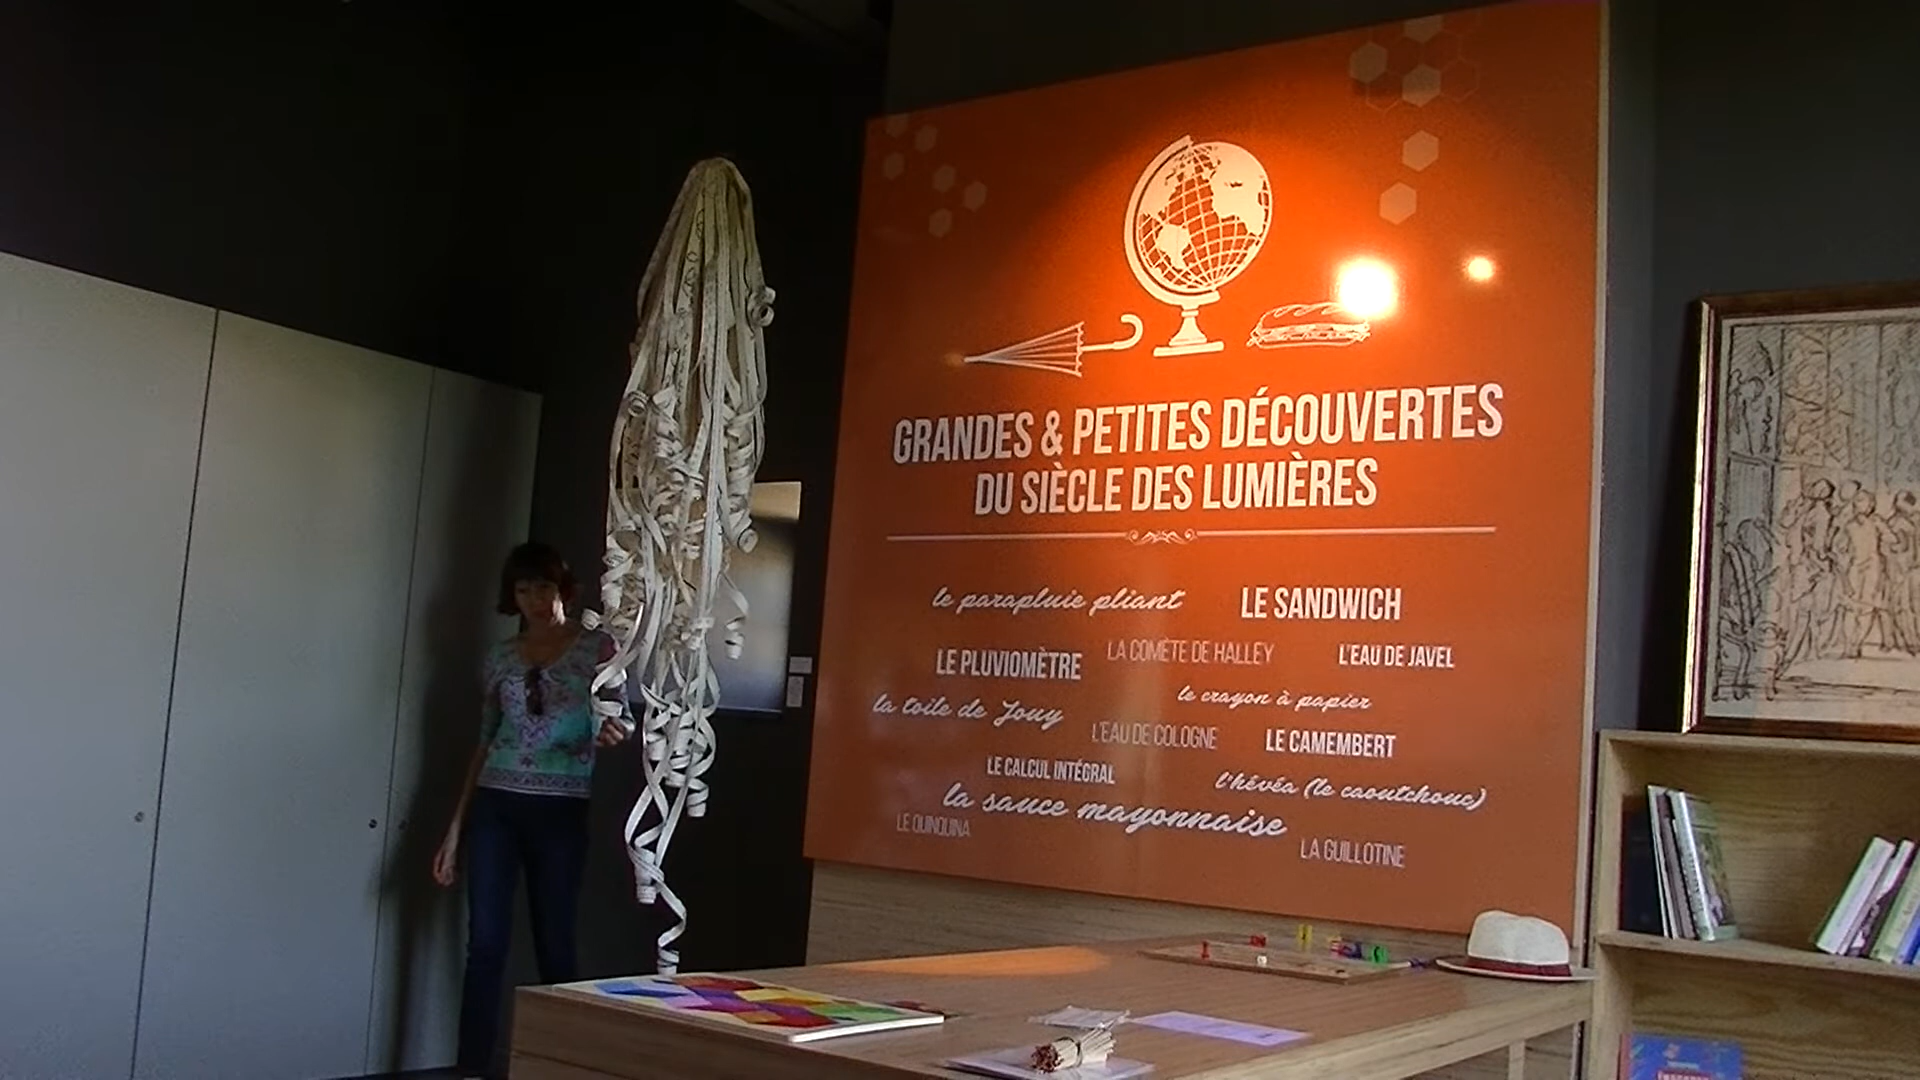 GRANDES & PETITES DÉCOUVERTES
DU SIÈCLE DES LUMIÈRES
le parapluie pliant
LE SANDWICH
LE PLUVIOMÈTRE
LA COMÈTE DE HALLEY
L'EAU DE JAVEL
le crayon à papier
la toile de Jouy
L'EAU DE COLOGNE
LE CAMEMBERT
LE CALCUL INTÉGRAL
l'hévéa (le caoutchouc)
la sauce mayonnaise
LE QUINQUINA
LA GUILLOTINE